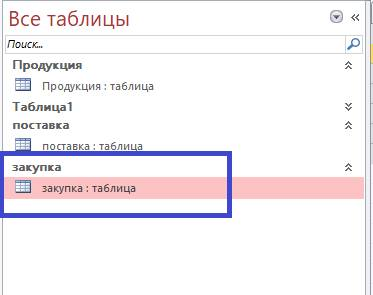 Все таблицы
Поиск...
Продукция
Продукция : таблица
Таблица1
поставка
поставка : таблица
закупка
закупка : таблица